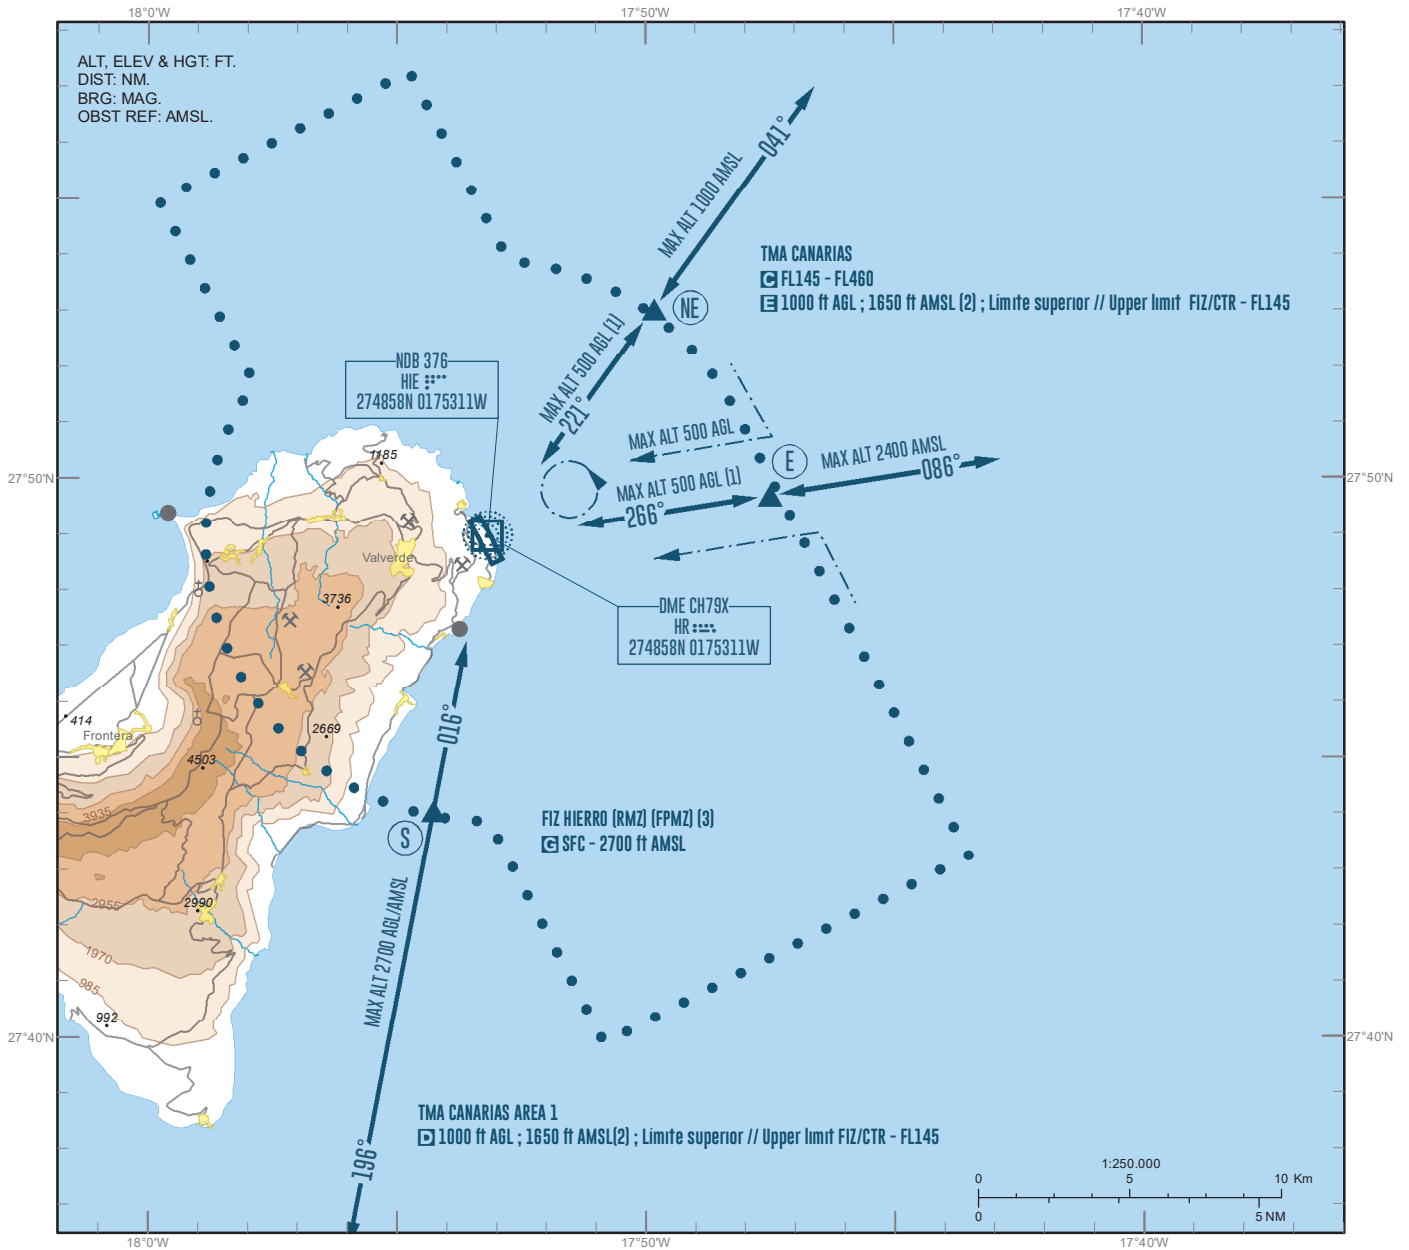 18°0'W
17°50'W
17°40'W
ALT, ELEV & HGT: FT.
DIST: NM.
BRG: MAG.
OBST REF: AMSL.
041°
MAX ALT 1000 AMSL
TMA CANARIAS
C FL145 - FL460
E 1000 ft AGL ; 1650 ft AMSL (2) ; Límite superior // Upper limit FIZ/CTR - FL145
NE
MAX ALT 500 AGL (1)
221°
NDB 376
HIE
274858N 0175311W
MAX ALT 500 AGL
E
MAX ALT 2400 AMSL
086°
MAX ALT 500 AGL (1)
266°
27°50'N
27°50'N
1185
Valverde
3736
DME CH79X
HR
274858N 0175311W
016°
414
Frontera
2669
4503
3935
S
FIZ HIERRO (RMZ) (FPMZ) (3)
G SFC - 2700 ft AMSL
MAX ALT 2700 AGL/AMSL
2990
2955
1970
985
992
27°40'N
27°40'N
TMA CANARIAS AREA 1
D 1000 ft AGL ; 1650 ft AMSL(2) ; Límite superior // Upper limit FIZ/CTR - FL145
196°
1:250.000
0 5 10 Km
0 5 NM
18°0'W
17°50'W
17°40'W